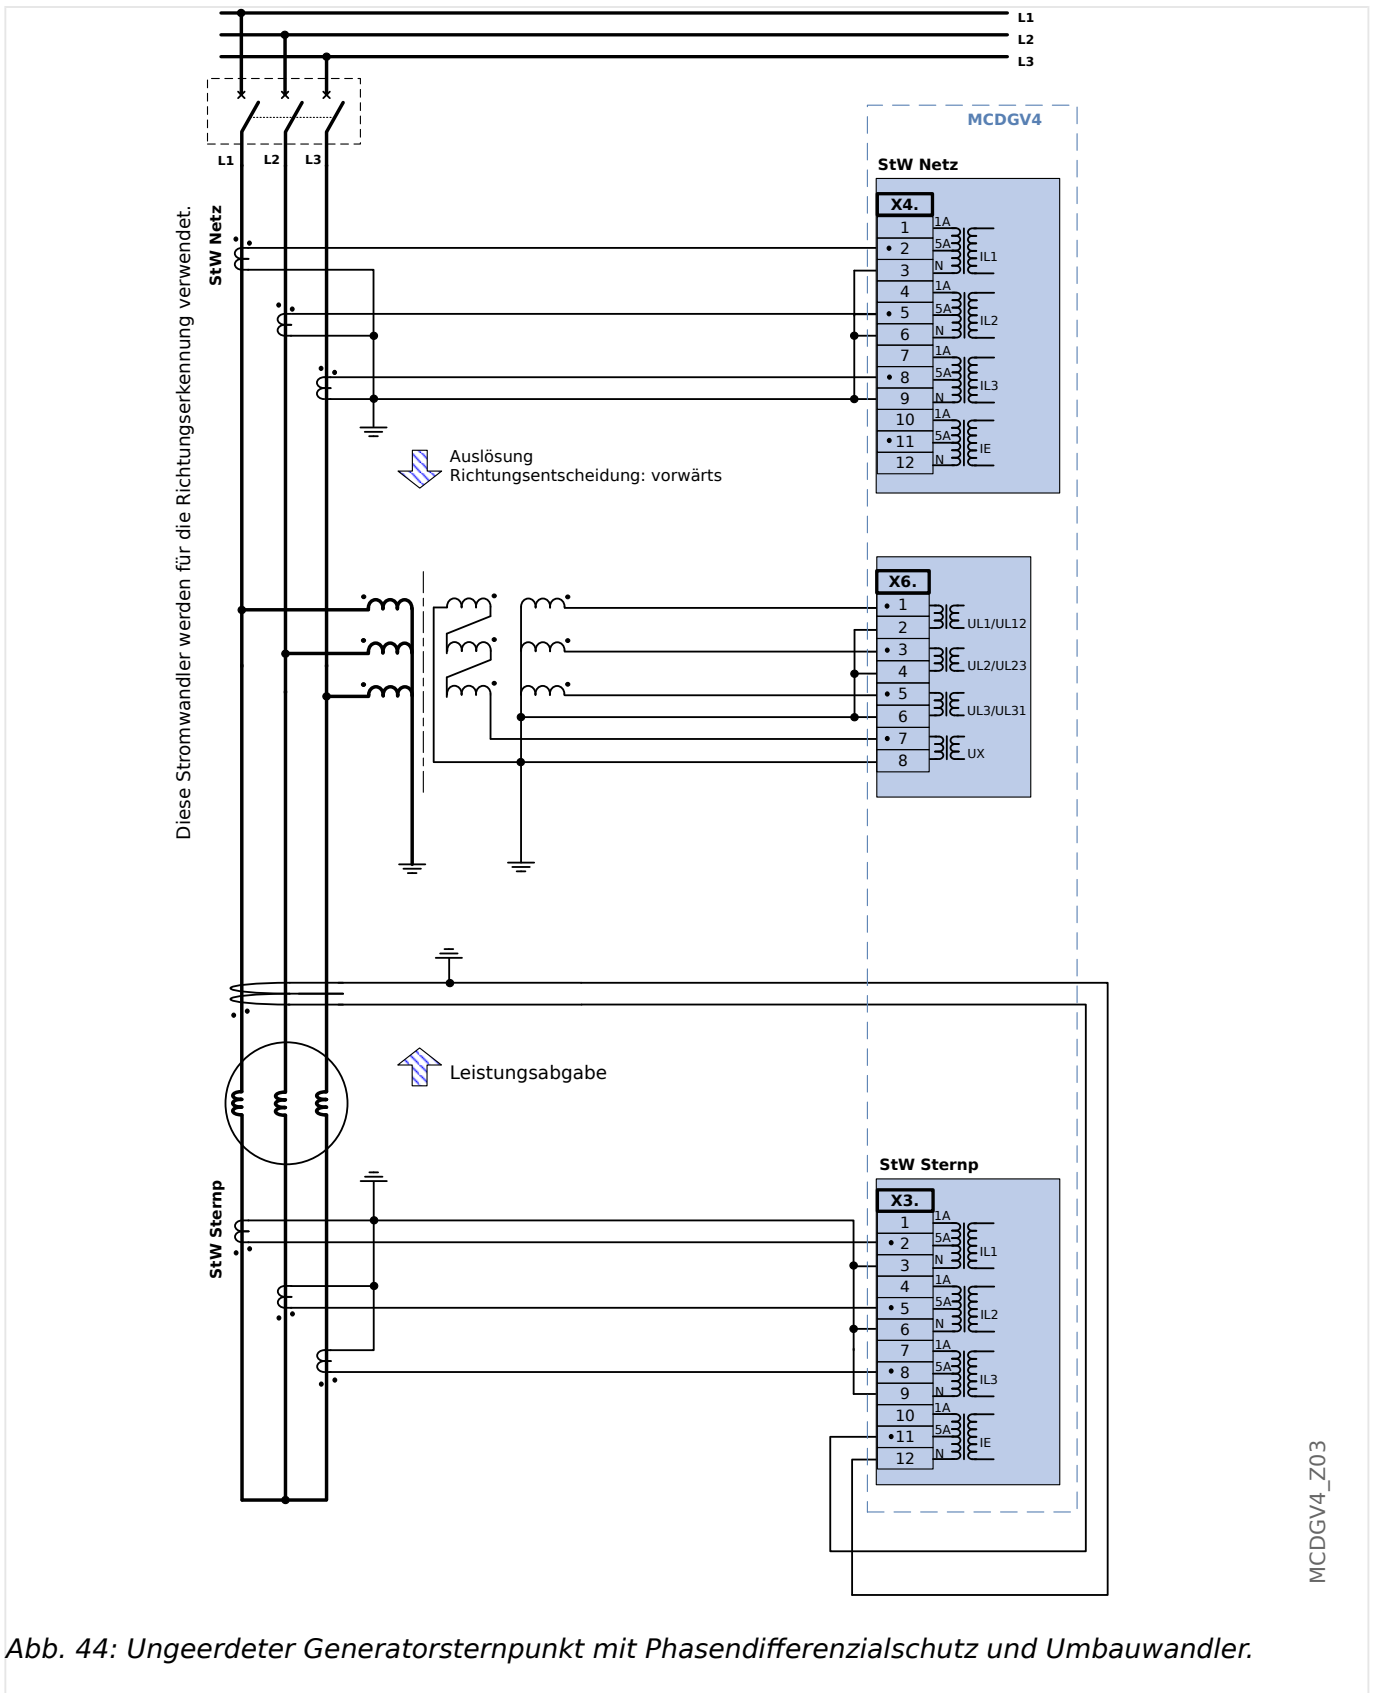 L1
L2
L3
L1 L2 L3
MCDGV4
StW Netz
Diese Stromwandler werden für die Richtungserkennung verwendet.
StW Netz
X4.
1 1A
2 5A IL1
3 N
4 1A
5 5A IL2
6 N
7 1A
8 5A IL3
9 N
10 1A
11 5A IE
12 N
Auslösung
Richtungsentscheidung: vorwärts
X6.
1
UL1/UL12
2
3
UL2/UL23
4
5
UL3/UL31
6
7
UX
8
Leistungsabgabe
StW Sternp
StW Sternp
X3.
1 1A
2 5A IL1
3 N
4 1A
5 5A IL2
6 N
7 1A
8 5A IL3
9 N
10 1A
11 5A IE
12 N
MCDGV4_Z03
Abb. 44: Ungeerdeter Generatorsternpunkt mit Phasendifferenzialschutz und Umbauwandler.